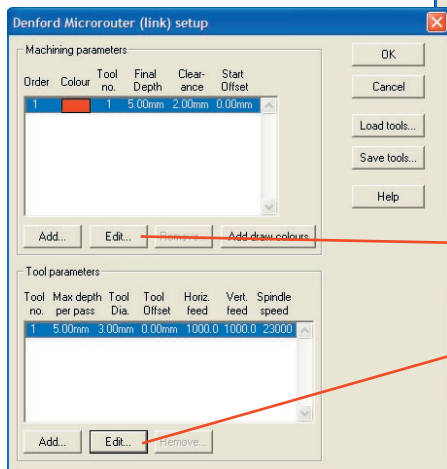 Denford Microrouter (link) setup
Machining parameters
Order Colour Tool no. Final Depth Clear- ance Start Offset
1 1 5.00mm 2.00mm 0.00mm
Add... Edit... Remove... Add draw colours
OK
Cancel
Load tools...
Save tools...
Help
Tool parameters
Tool no. Max depth per pass Tool Dia. Tool Offset Horiz. feed Vert. feed Spindle speed
1 5.00mm 3.00mm 0.00mm 1000.0 1000.0 23000
Add... Edit... Remove...